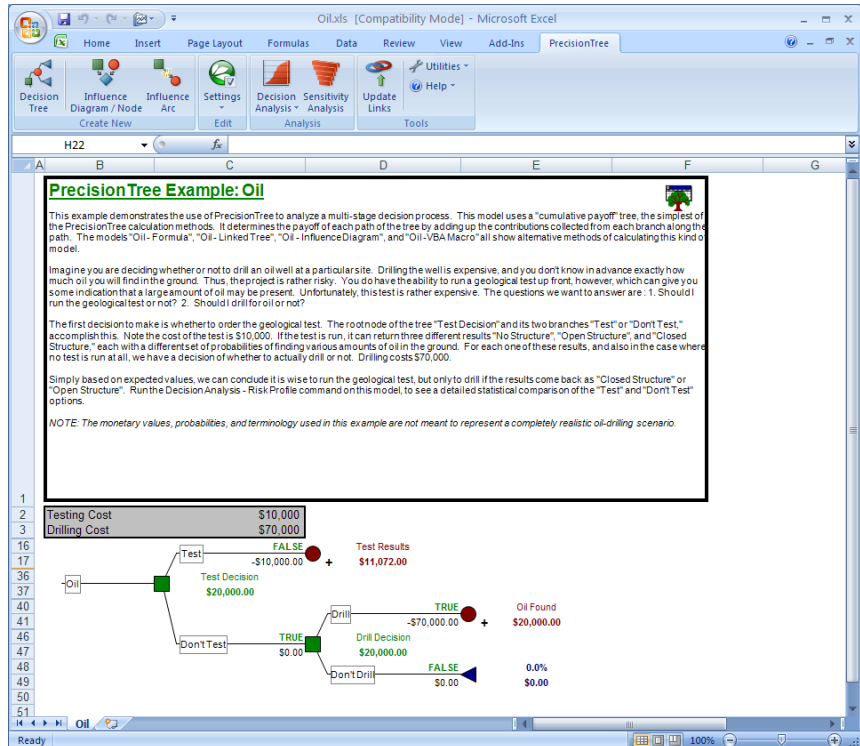 Oil.xls [Compatibility Mode] - Microsoft Excel
Home Insert Page Layout Formulas Data Review View Add-Ins PrecisionTree
Decision Tree Influence Diagram / Node Influence Arc Settings Decision Analysis Sensitivity Analysis Update Links Utilities Help
Create New Edit Analysis Tools
H22 fx
A B C D E F G
PrecisionTree Example: Oil
This example demonstrates the use of PrecisionTree to analyze a multi-stage decision process. This model uses a "cumulative payoff" tree, the simplest of
the PrecisionTree calculation methods. It determines the payoff of each path of the tree by adding up the contributions collected from each branch along the
path. The models "Oil - Formula", "Oil - Linked Tree", "Oil - Influence Diagram", and "Oil - VBA Macro" all show alternative methods of calculating this kind o
model.
Imagine you are deciding whether or not to drill an oil well at a particular site. Drilling the well is expensive, and you don't know in advance exactly how
much oil you will find in the ground. Thus, the project is rather risky. You do have the ability to run a geological test up front, however, which can give you
some indication that a large amount of oil may be present. Unfortunately, this test is rather expensive. The questions we want to answer are : 1. Should I
run the geological test or not? 2. Should I drill for oil or not?
The first decision to make is whether to order the geological test. The root node of the tree "Test Decision" and its two branches "Test" or "Don't Test,"
accomplish this. Note the cost of the test is $10,000. If the test is run, it can return three different results "No Structure", "Open Structure", and "Closed
Structure," each with a different set of probabilities of finding various amounts of oil in the ground. For each one of these results, and also in the case where
no test is run at all, we have a decision of whether to actually drill or not. Drilling costs $70,000.
Simply based on expected values, we can conclude it is wise to run the geological test, but only to drill if the results come back as "Closed Structure" or
"Open Structure". Run the Decision Analysis - Risk Profile command on this model, to see a detailed statistical comparison of the "Test" and "Don't Test"
options.
NOTE: The monetary values, probabilities, and terminology used in this example are not meant to represent a completely realistic oil-drilling scenario.
1
2 Testing Cost $10,000
3 Drilling Cost $70,000
16 Test FALSE Test Results
17 -$10,000.00 + $11,072.00
36 Oil Test Decision
37 $20,000.00
40 Drill TRUE Oil Found
41 -$70,000.00 + $20,000.00
46 Don't Test TRUE Drill Decision
47 $0.00 $20,000.00
48 Don't Drill FALSE 0.0%
49 $0.00 $0.00
50
51
Oil
Ready 100%